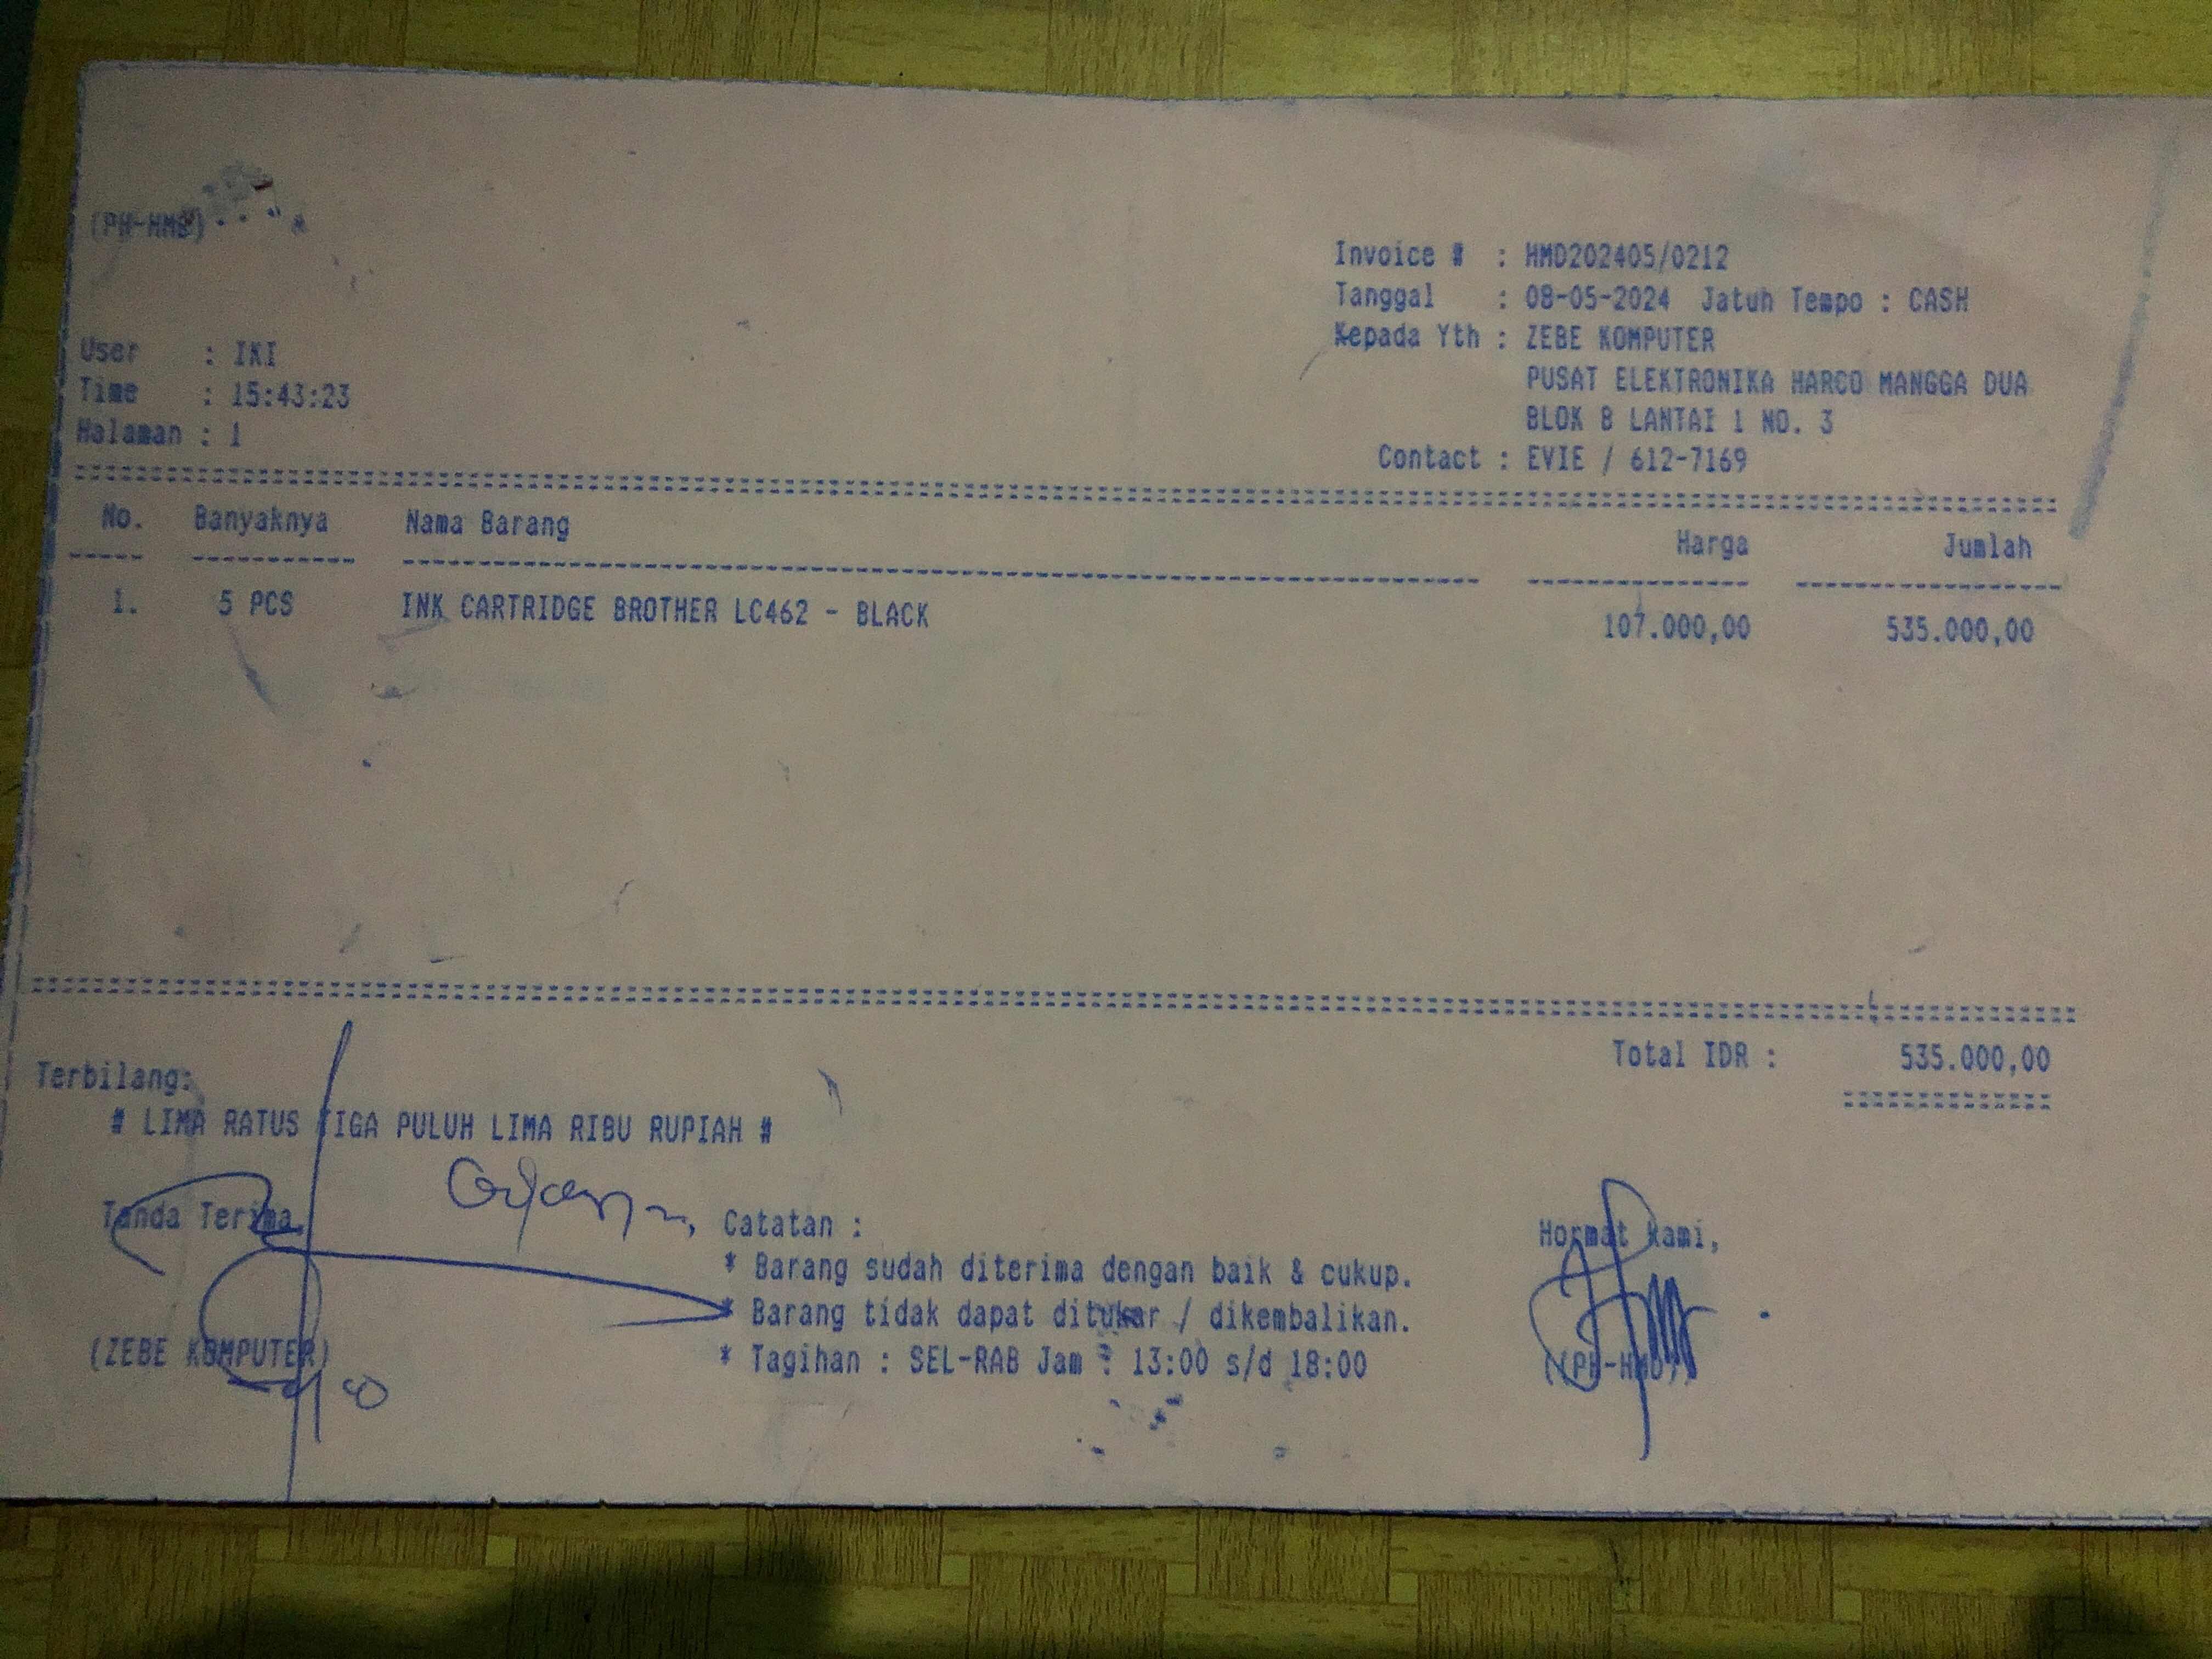 (PH-HMD)
Invoice # : HMD202405/0212
Tanggal : 08-05-2024 Jatuh Tempo : CASH
Kepada Yth : ZEBE KOMPUTER
PUSAT ELEKTRONIKA HARCO MANGGA DUA
BLOK B LANTAI 1 NO. 3
Contact : EVIE / 612-7169
User : IKI
Time : 15:43:23
Halaman : 1
No. Banyaknya Nama Barang Harga Jumlah
1. 5 PCS INK CARTRIDGE BROTHER LC462 - BLACK 107.000,00 535.000,00
Total IDR : 535.000,00
Terbilang:
# LIMA RATUS TIGA PULUH LIMA RIBU RUPIAH #
Tanda Terima,
Catatan :
* Barang sudah diterima dengan baik & cukup.
* Barang tidak dapat ditukar / dikembalikan.
* Tagihan : SEL-RAB Jam : 13:00 s/d 18:00
Hormat Kami,
(ZEBE KOMPUTER)
(PH-HMD)